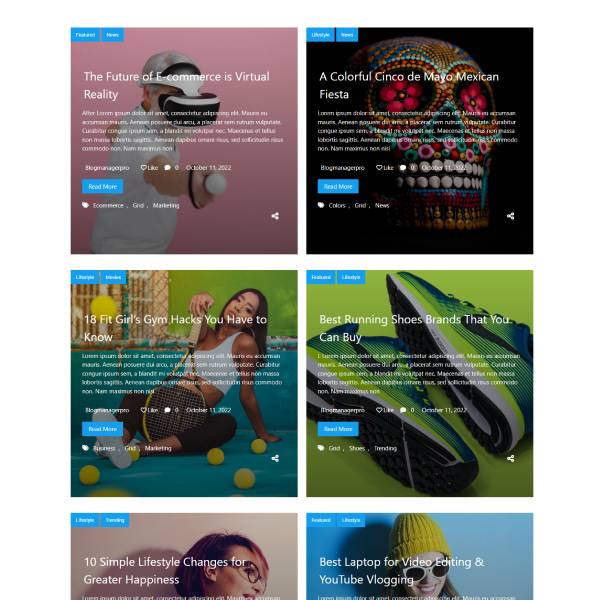 Featured News
The Future of E-commerce is Virtual
Reality
After Lorem ipsum dolor sit amet, consectetur adipiscing elit. Mauris eu
accumsan mauris. Aenean posuere dui arcu, a placerat sem rutrum vulputate.
Curabitur congue ipsum sem, a blandit mi volutpat nec. Maecenas et tellus
non massa lobortis sagittis. Aenean dapibus ornare risus, sed sollicitudin risus
commodo non. Nam maximus non
Blogmanagerpro Like 0 October 11, 2022
Read More
Ecommerce , Grid , Marketing
Lifestyle News
A Colorful Cinco de Mayo Mexican
Fiesta
Lorem ipsum dolor sit amet, consectetur adipiscing elit. Mauris eu accumsan
mauris. Aenean posuere dui arcu, a placerat sem rutrum vulputate. Curabitur
congue ipsum sem, a blandit mi volutpat nec. Maecenas et tellus non massa
lobortis sagittis. Aenean dapibus ornare risus, sed sollicitudin risus commodo
non. Nam maximus non nisl
Blogmanagerpro Like 0 October 11, 2022
Read More
Colors , Grid , News
Lifestyle Movies
18 Fit Girl's Gym Hacks You Have to
Know
Lorem ipsum dolor sit amet, consectetur adipiscing elit. Mauris eu accumsan
mauris. Aenean posuere dui arcu, a placerat sem rutrum vulputate. Curabitur
congue ipsum sem, a blandit mi volutpat nec. Maecenas et tellus non massa
lobortis sagittis. Aenean dapibus ornare risus, sed sollicitudin risus commodo
non. Nam maximus non nisl
Blogmanagerpro Like 0 October 11, 2022
Read More
Business , Grid , Marketing
Featured Lifestyle
Best Running Shoes Brands That You
Can Buy
Lorem ipsum dolor sit amet, consectetur adipiscing elit. Mauris eu accumsan
mauris. Aenean posuere dui arcu, a placerat sem rutrum vulputate. Curabitur
congue ipsum sem, a blandit mi volutpat nec. Maecenas et tellus non massa
lobortis sagittis. Aenean dapibus ornare risus, sed sollicitudin risus commodo
non. Nam maximus non nisl
Blogmanagerpro Like 0 October 11, 2022
Read More
Grid , Shoes , Trending
Lifestyle Trending
10 Simple Lifestyle Changes for
Greater Happiness
Featured Lifestyle
Best Laptop for Video Editing &
YouTube Vlogging